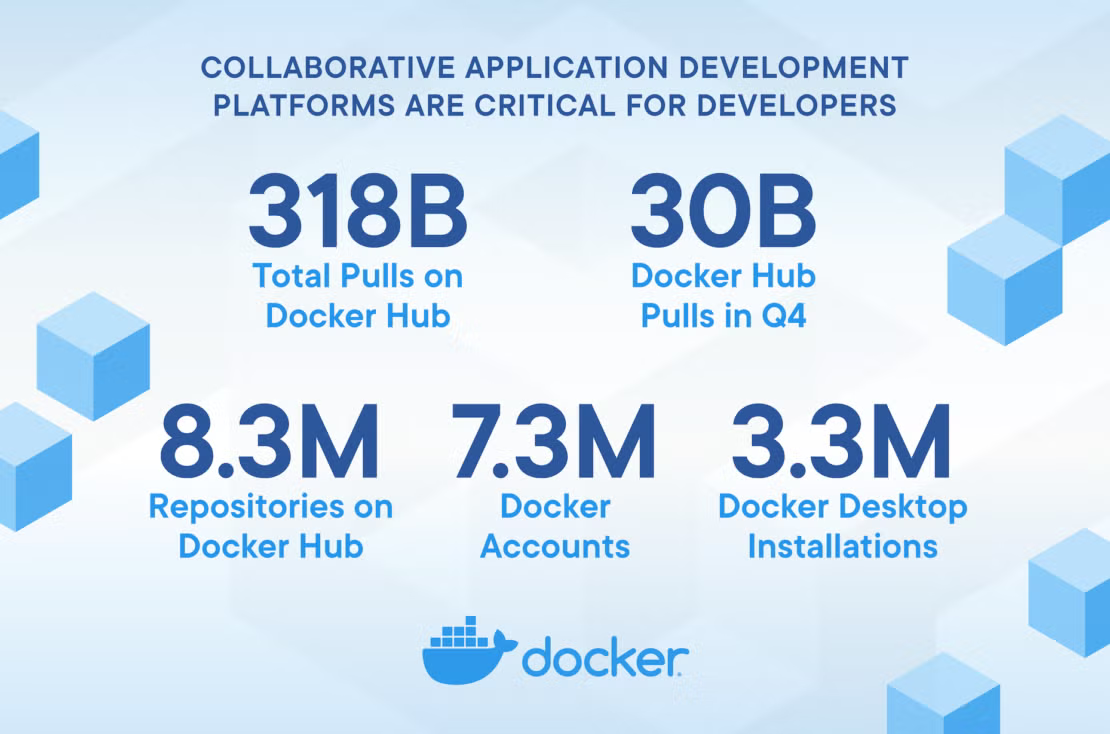 COLLABORATIVE APPLICATION DEVELOPMENT
PLATFORMS ARE CRITICAL FOR DEVELOPERS
318B
Total Pulls on
Docker Hub
30B
Docker Hub
Pulls in Q4
8.3M
Repositories on
Docker Hub
7.3M
Docker
Accounts
3.3M
Docker Desktop
Installations
docker